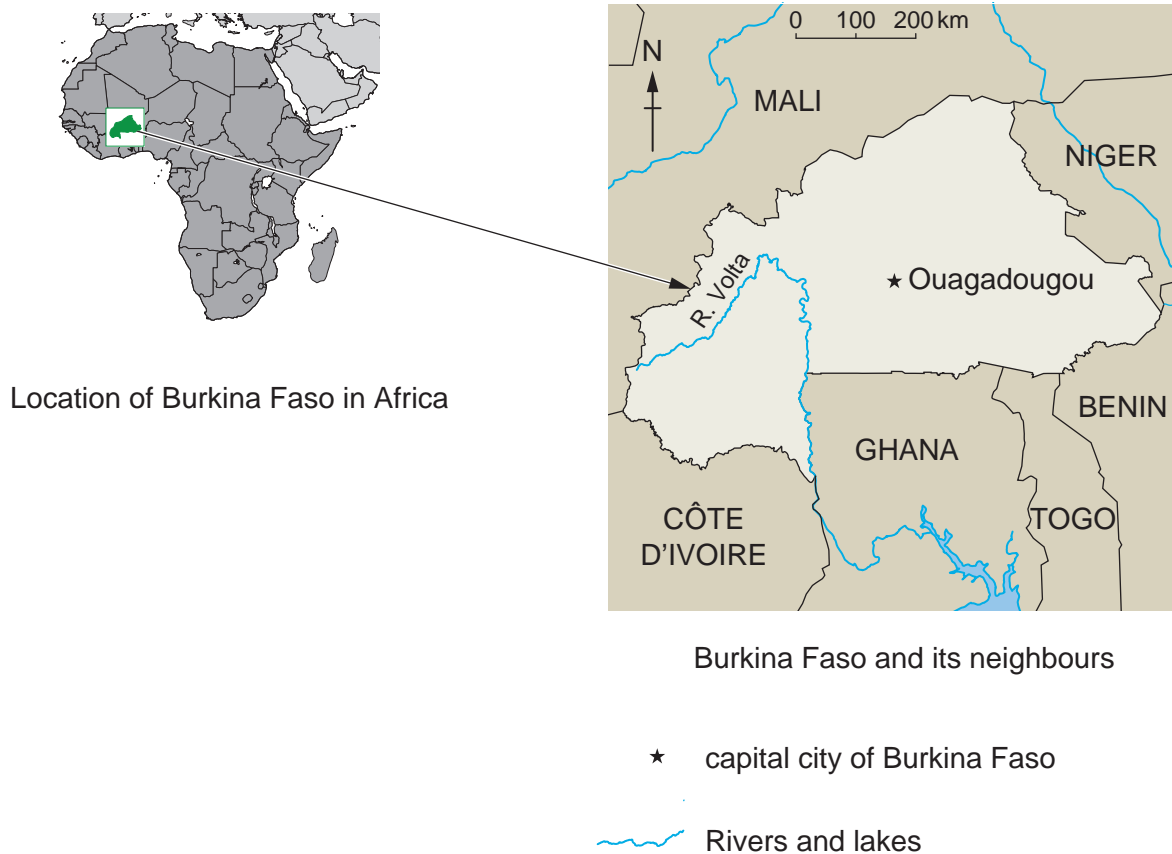 0 100 200 km
N
MALI
NIGER
R. Volta
Ouagadougou
Location of Burkina Faso in Africa
BENIN
GHANA
CÔTE
D'IVOIRE
TOGO
Burkina Faso and its neighbours
capital city of Burkina Faso
Rivers and lakes